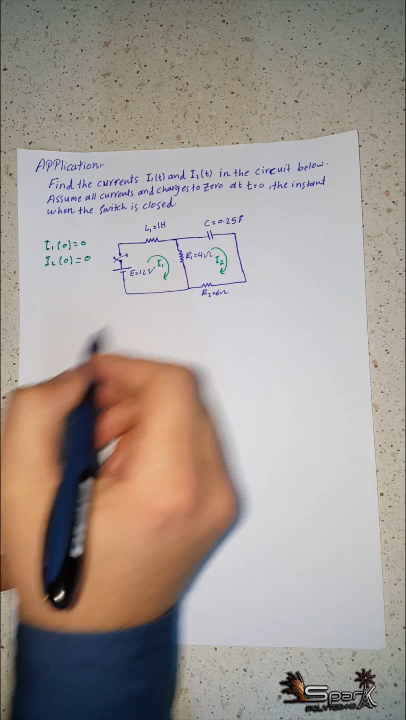 APPlication:-
Find the currents I₁(t) and I₂(t) in the circuit below.
Assume all currents and charges to Zero at t=0, the instant
when the switch is closed.
L₁=1H
C=0.25F
I₁(0)=0
I₂(0)=0
E=12V
I₁
R₁=4Ω
I₂
R₂=6Ω
Spark